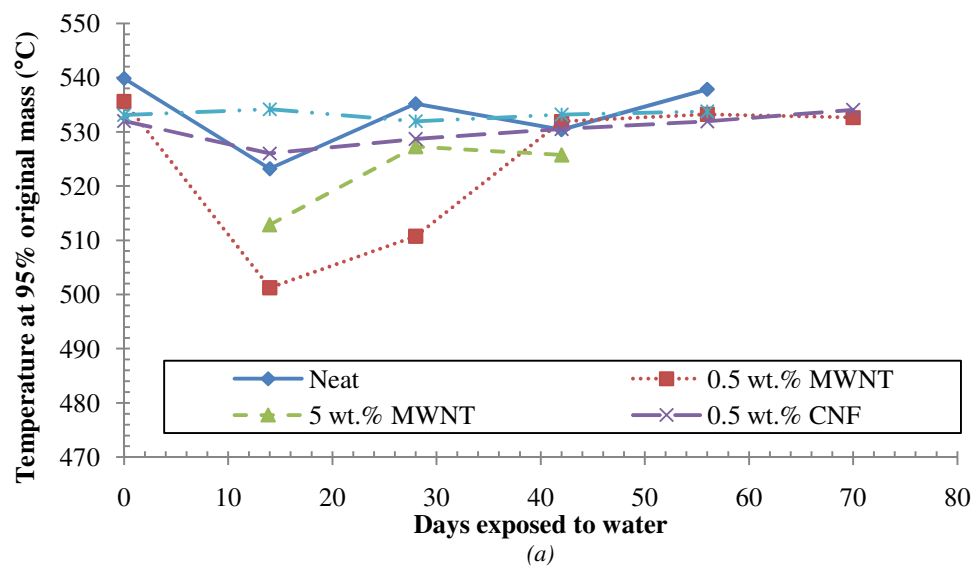 Temperature at 95% original mass (°C)
550
540
530
520
510
500
490
480
470
Neat
0.5 wt.% MWNT
5 wt.% MWNT
0.5 wt.% CNF
0 10 20 30 40 50 60 70 80
Days exposed to water
(a)